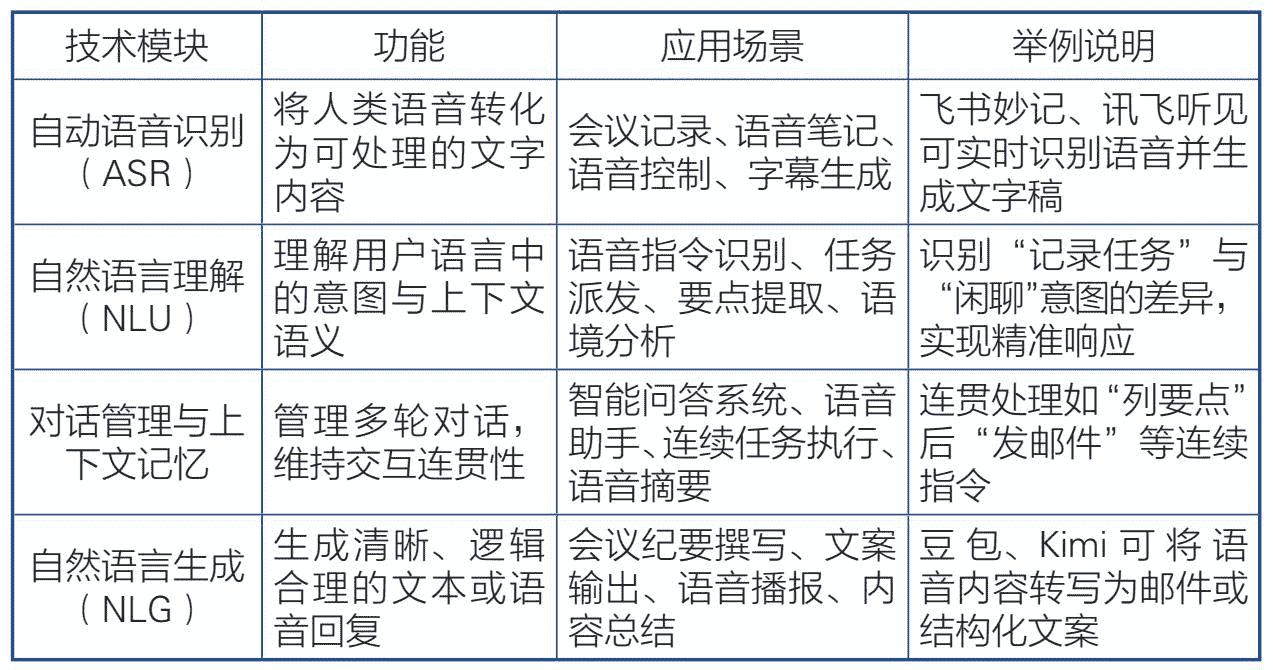 技术模块
功能
应用场景
举例说明
自动语音识别
（ASR）
将人类语音转化
为可处理的文字
内容
会议记录、语音笔记、
语音控制、字幕生成
飞书妙记、讯飞听见
可实时识别语音并生
成文字稿
自然语言理解
（NLU）
理解用户语言中
的意图与上下文
语义
语音指令识别、任务
派发、要点提取、语
境分析
识别“记录任务”与
“闲聊”意图的差异，
实现精准响应
对话管理与上
下文记忆
管理多轮对话，
维持交互连贯性
智能问答系统、语音
助手、连续任务执行、
语音摘要
连贯处理如“列要点”
后“发邮件”等连续
指令
自然语言生成
（NLG）
生成清晰、逻辑
合理的文本或语
音回复
会议纪要撰写、文案
输出、语音播报、内
容总结
豆包、Kimi可将语
音内容转写为邮件或
结构化文案